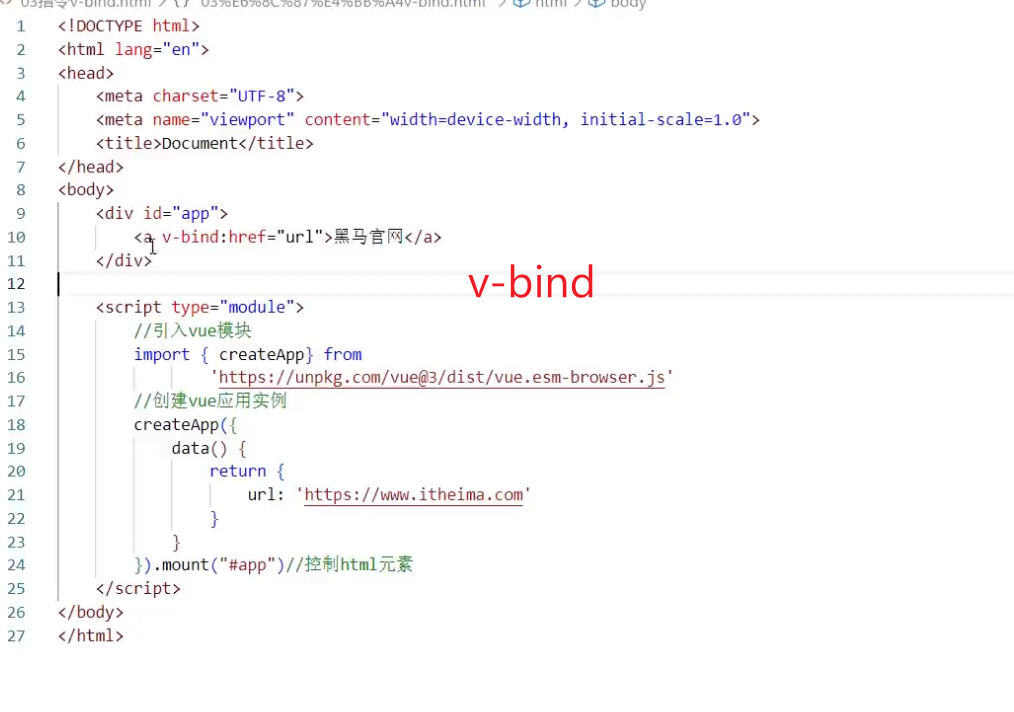 03指令v-bind.html > {} 03%E6%8C%87%E4%BB%A4v-bind.html > html > body
1 <!DOCTYPE html>
2 <html lang="en">
3 <head>
4 <meta charset="UTF-8">
5 <meta name="viewport" content="width=device-width, initial-scale=1.0">
6 <title>Document</title>
7 </head>
8 <body>
9 <div id="app">
10 <a v-bind:href="url">黑马官网</a>
11 </div>
12
v-bind
13 <script type="module">
14 //引入vue模块
15 import { createApp} from
16 'https://unpkg.com/vue@3/dist/vue.esm-browser.js'
17 //创建vue应用实例
18 createApp({
19 data() {
20 return {
21 url: 'https://www.itheima.com'
22 }
23 }
24 }).mount("#app")//控制html元素
25 </script>
26 </body>
27 </html>